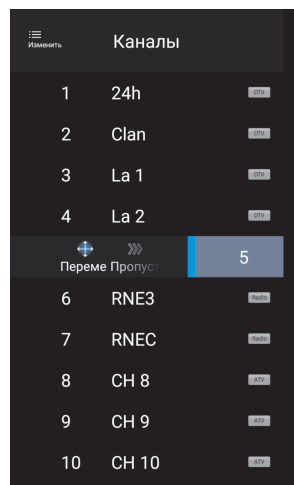 Изменить
Каналы
1 24h DTV
2 Clan DTV
3 La 1 DTV
4 La 2 DTV
Переме Пропуст 5
6 RNE3 Radio
7 RNEC Radio
8 CH 8 ATV
9 CH 9 ATV
10 CH 10 ATV